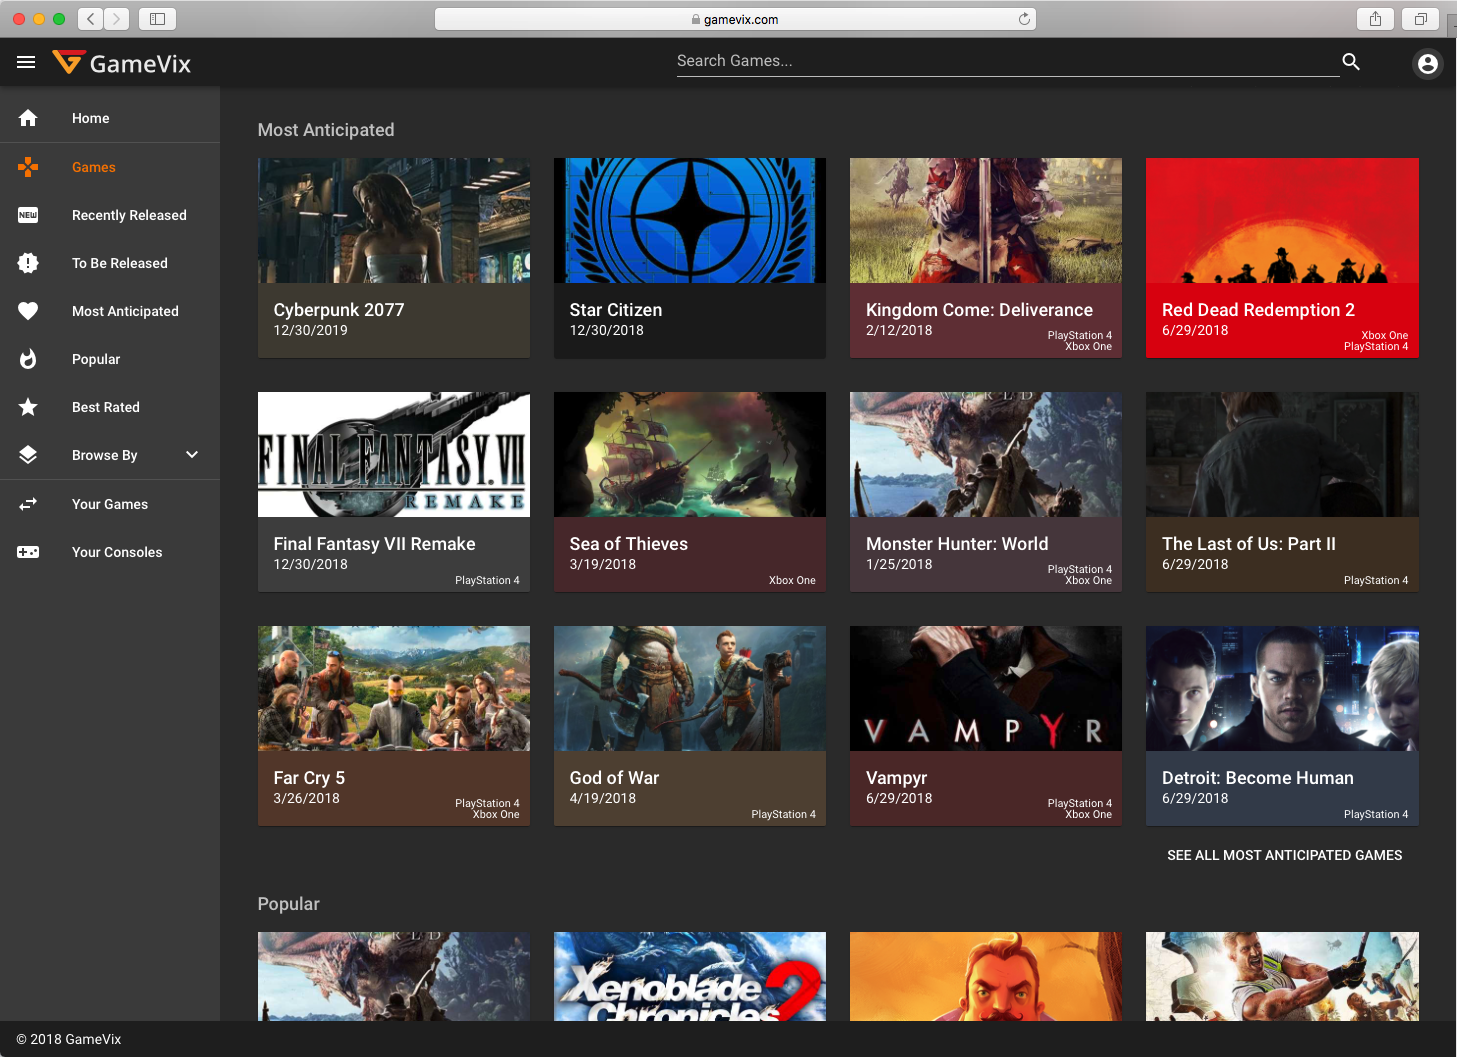 gamevix.com
GameVix
Search Games...
Home
Games
NEW
Recently Released
To Be Released
Most Anticipated
Popular
Best Rated
Browse By
Your Games
Your Consoles
Most Anticipated
Cyberpunk 2077
12/30/2019
Star Citizen
12/30/2018
Kingdom Come: Deliverance
2/12/2018
PlayStation 4
Xbox One
Red Dead Redemption 2
6/29/2018
Xbox One
PlayStation 4
FINAL FANTASY VII
REMAKE
Final Fantasy VII Remake
12/30/2018
PlayStation 4
Sea of Thieves
3/19/2018
Xbox One
WORLD
Monster Hunter: World
1/25/2018
PlayStation 4
Xbox One
The Last of Us: Part II
6/29/2018
PlayStation 4
Far Cry 5
3/26/2018
PlayStation 4
Xbox One
God of War
4/19/2018
PlayStation 4
VAMPYR
Vampyr
6/29/2018
PlayStation 4
Xbox One
Detroit: Become Human
6/29/2018
PlayStation 4
SEE ALL MOST ANTICIPATED GAMES
Popular
WORLD
Xenoblade
Chronicles 2
© 2018 GameVix